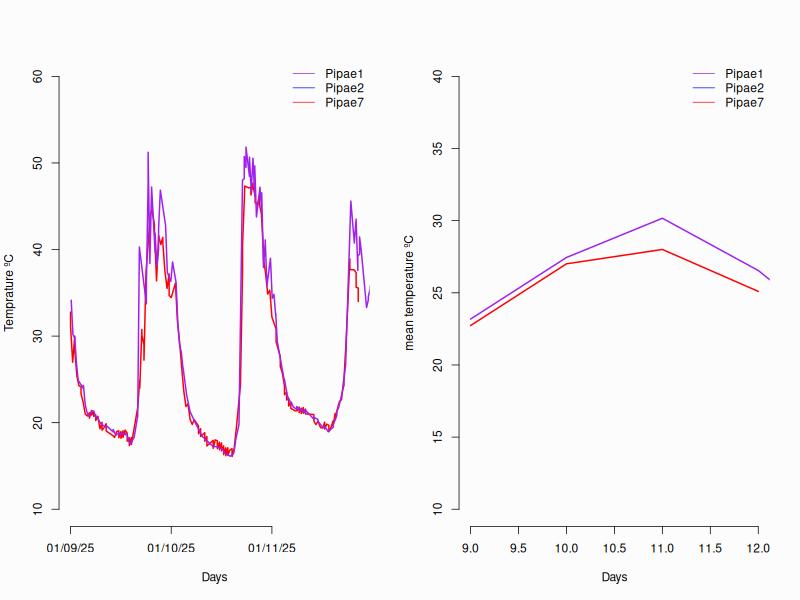 Pipae1
Pipae2
Pipae7
60
50
40
30
20
10
Temprature ºC
01/09/25 01/10/25 01/11/25
Days
Pipae1
Pipae2
Pipae7
40
35
30
25
20
15
10
mean temperature ºC
9.0 9.5 10.0 10.5 11.0 11.5 12.0
Days